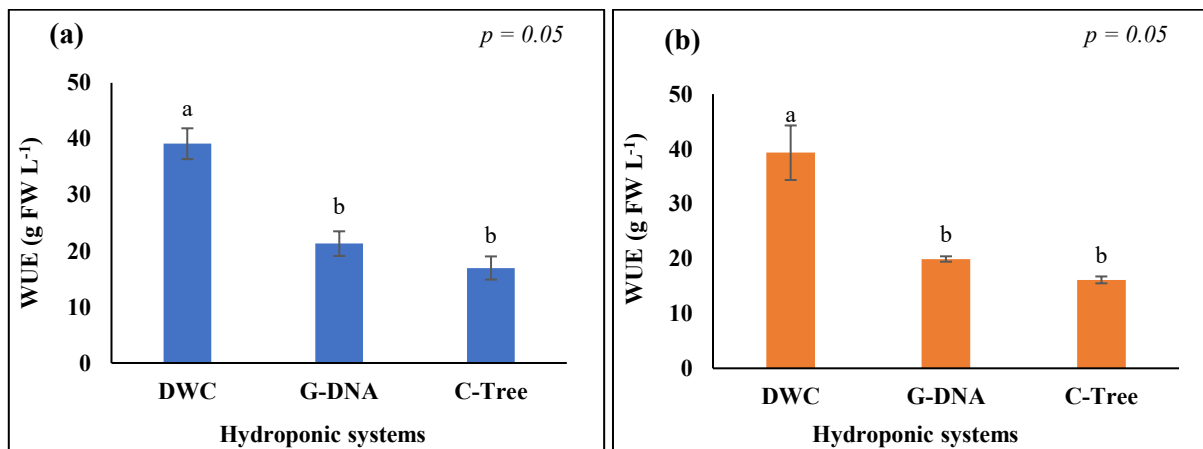 (a)
p = 0.05
WUE (g FW L-1)
50
40
30
20
10
0
a
b
b
DWC
G-DNA
C-Tree
Hydroponic systems
(b)
p = 0.05
WUE (g FW L-1)
50
40
30
20
10
0
a
b
b
DWC
G-DNA
C-Tree
Hydroponic systems